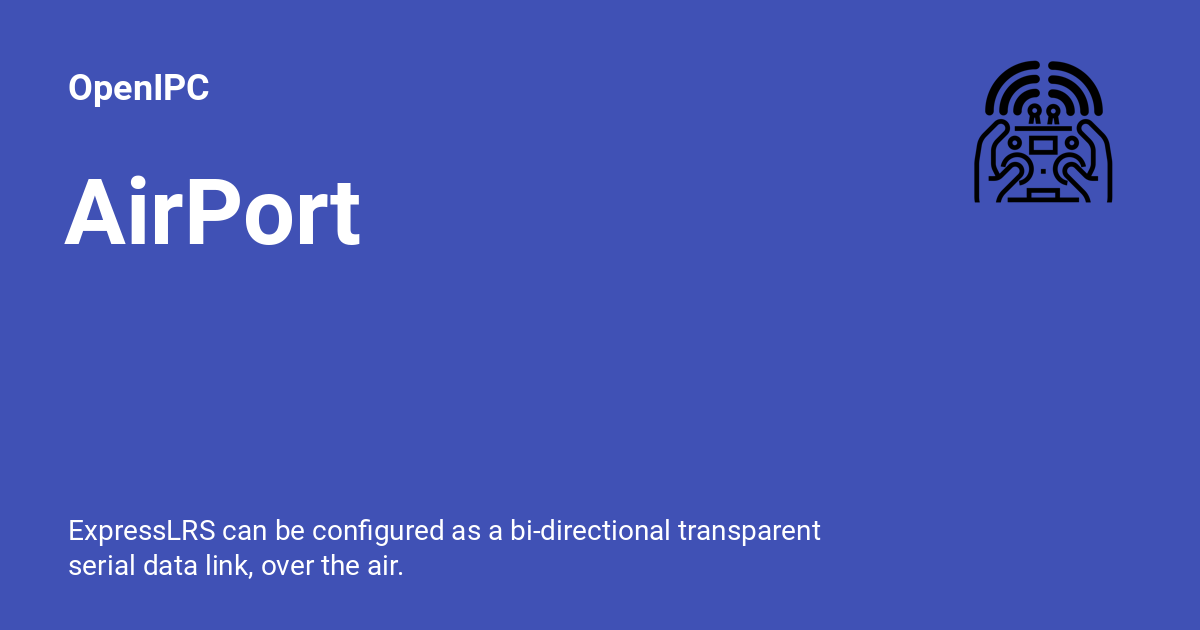 OpenIPC
AirPort
ExpressLRS can be configured as a bi-directional transparent
serial data link, over the air.